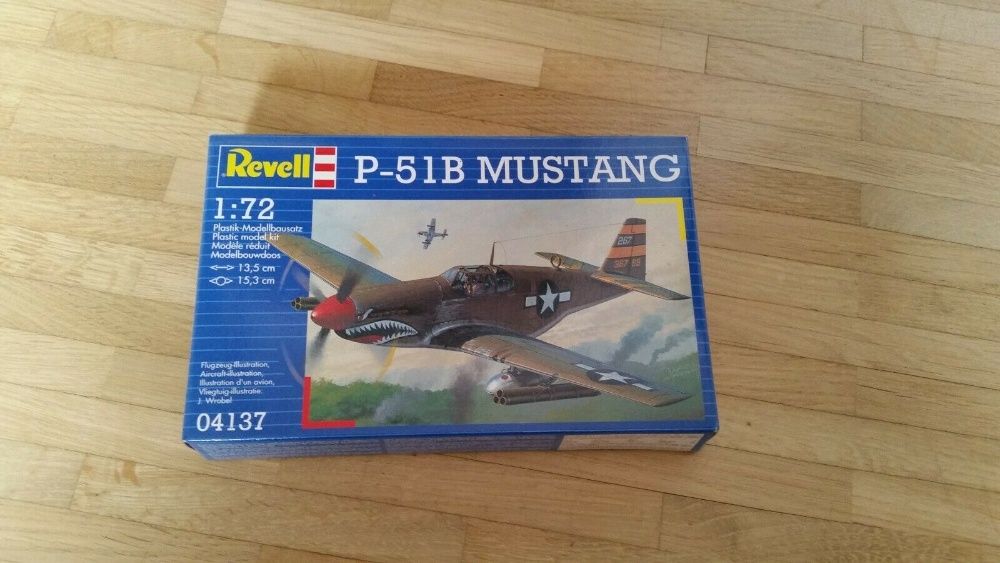 Revell
P-51B MUSTANG
1:72
Plastik-Modellbausatz
Plastic model kit
Modèle réduit
Modelbouwdoos
13,5 cm
15,3 cm
L
267
Flugzeug-Illustration,
Aircraft-illustration,
Illustration d'un avion,
Vliegtuig-illustratie.
J. Wrobel
04137